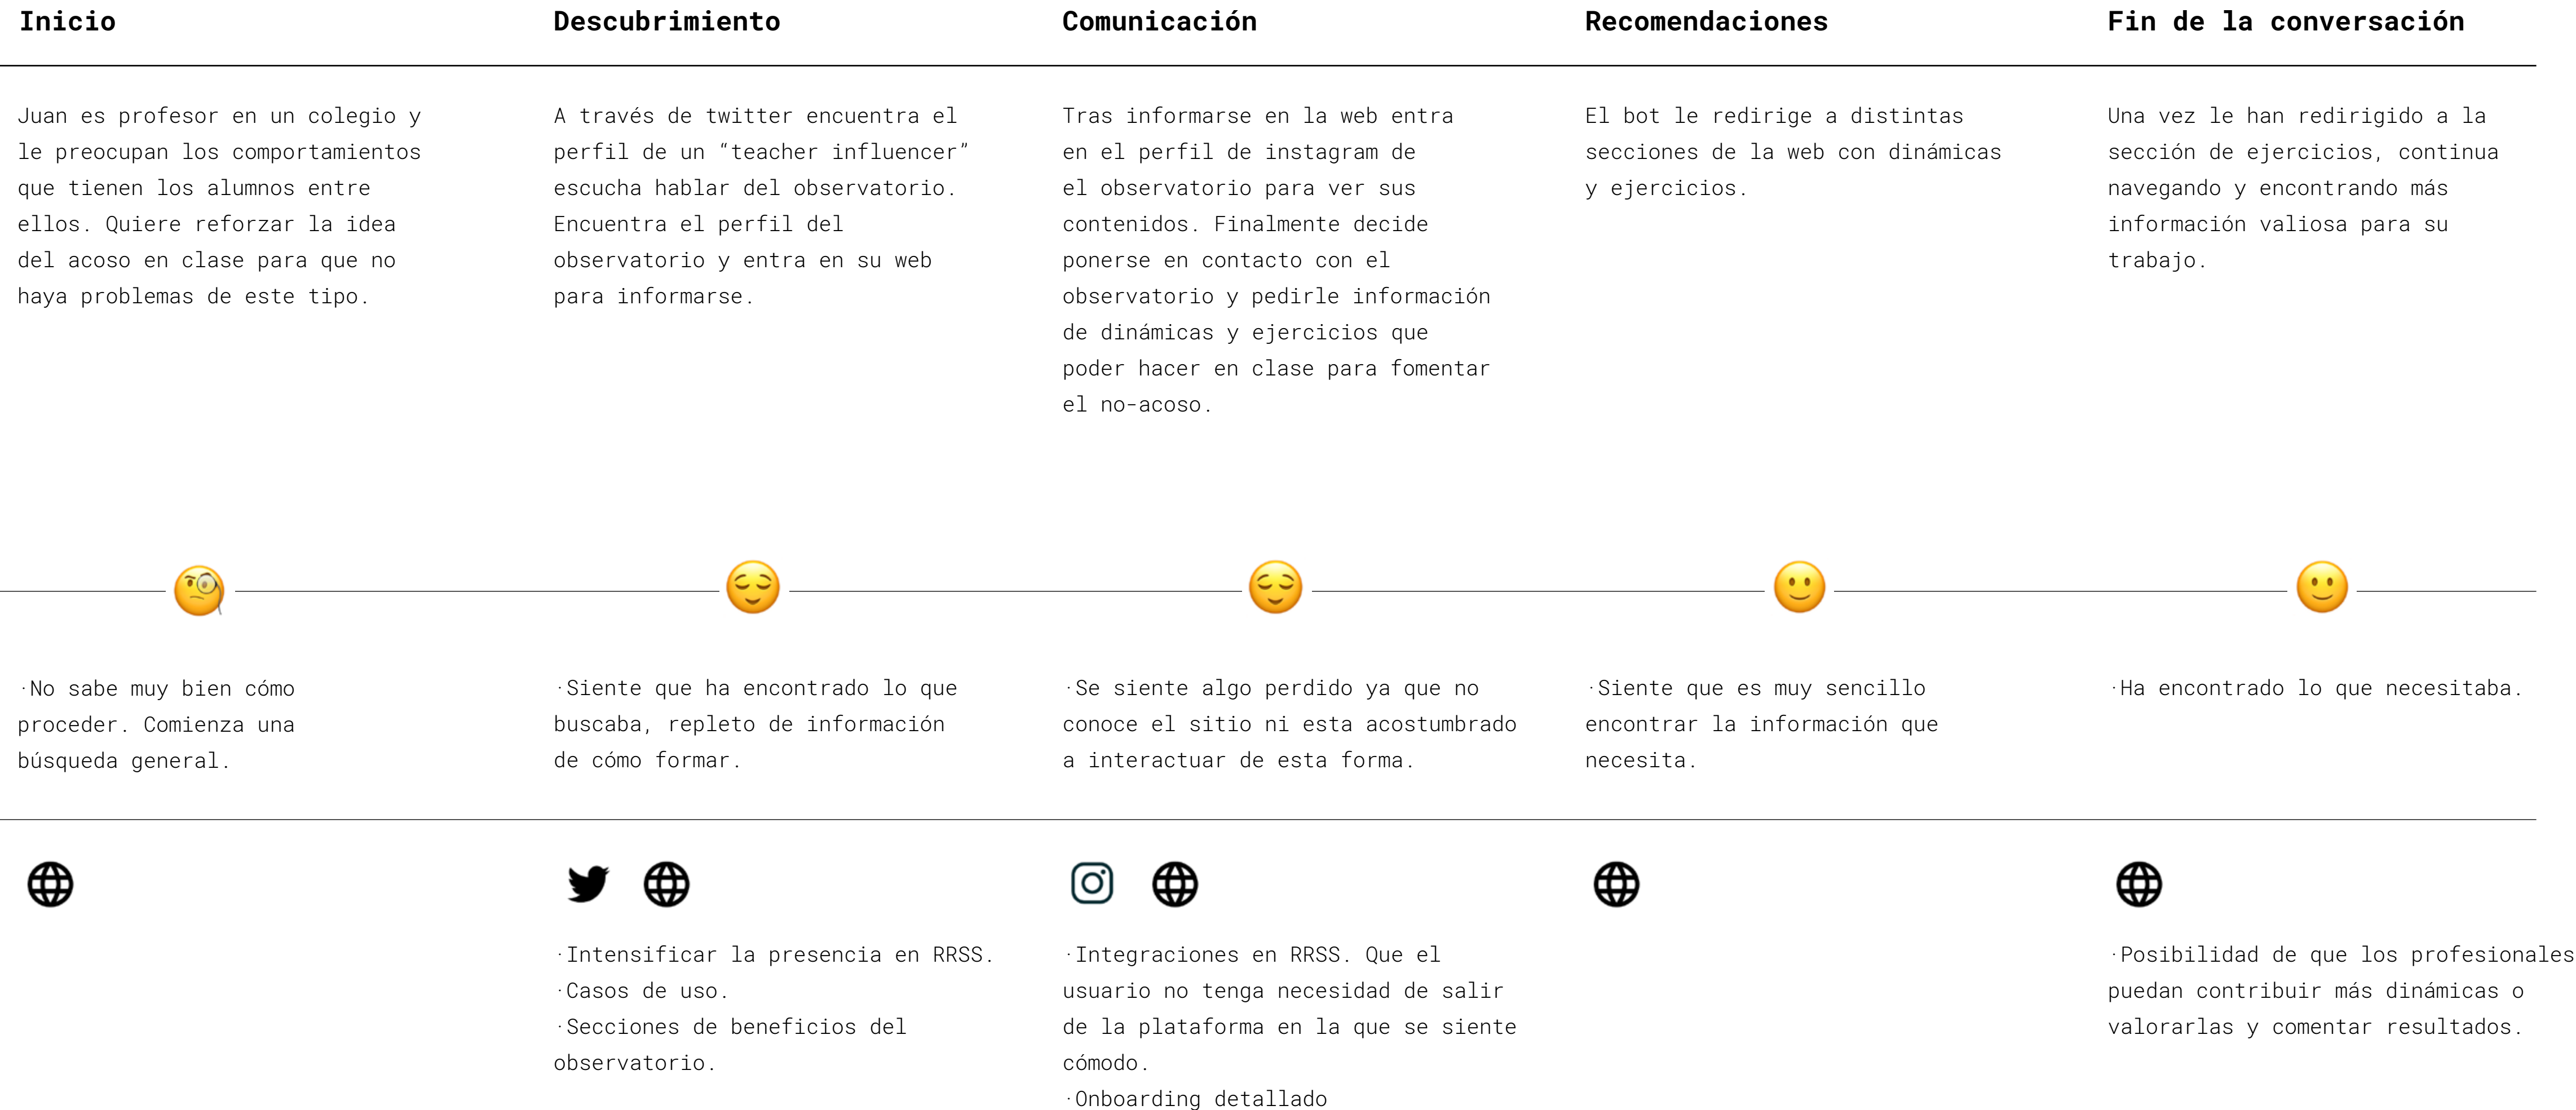 Inicio
Descubrimiento
Comunicación
Recomendaciones
Fin de la conversación
Juan es profesor en un colegio y
le preocupan los comportamientos
que tienen los alumnos entre
ellos. Quiere reforzar la idea
del acoso en clase para que no
haya problemas de este tipo.
A través de twitter encuentra el
perfil de un “teacher influencer”
escucha hablar del observatorio.
Encuentra el perfil del
observatorio y entra en su web
para informarse.
Tras informarse en la web entra
en el perfil de instagram de
el observatorio para ver sus
contenidos. Finalmente decide
ponerse en contacto con el
observatorio y pedirle información
de dinámicas y ejercicios que
poder hacer en clase para fomentar
el no-acoso.
El bot le redirige a distintas
secciones de la web con dinámicas
y ejercicios.
Una vez le han redirigido a la
sección de ejercicios, continua
navegando y encontrando más
información valiosa para su
trabajo.
·No sabe muy bien cómo
proceder. Comienza una
búsqueda general.
·Siente que ha encontrado lo que
buscaba, repleto de información
de cómo formar.
·Se siente algo perdido ya que no
conoce el sitio ni esta acostumbrado
a interactuar de esta forma.
·Siente que es muy sencillo
encontrar la información que
necesita.
·Ha encontrado lo que necesitaba.
·Intensificar la presencia en RRSS.
·Casos de uso.
·Secciones de beneficios del
observatorio.
·Integraciones en RRSS. Que el
usuario no tenga necesidad de salir
de la plataforma en la que se siente
cómodo.
·Onboarding detallado
·Posibilidad de que los profesionales
puedan contribuir más dinámicas o
valorarlas y comentar resultados.